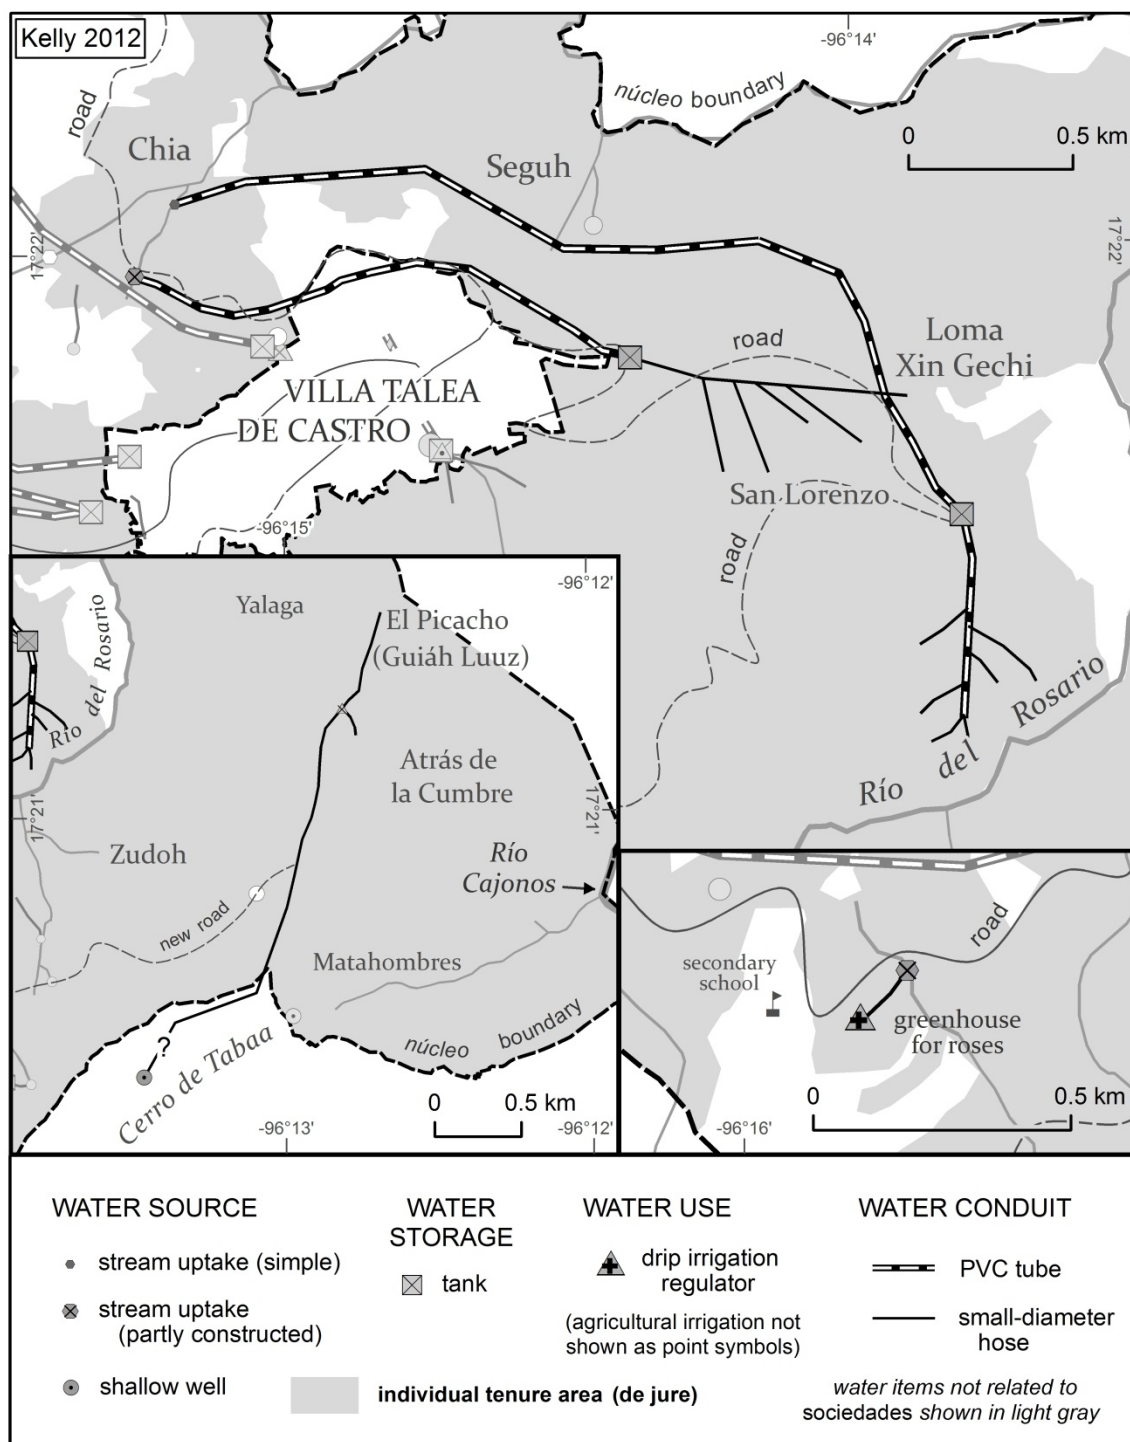 Kelly 2012
-96°14'
road
núcleo boundary
0 0.5 km
Chia
Seguh
17°22'
17°22'
road
Loma
Xin Gechi
VILLA TALEA
DE CASTRO
San Lorenzo
-96°15'
road
Río del Rosario
-96°12'
Yalaga
El Picacho
(Guiáh Luuz)
Río del Rosario
Atrás de
la Cumbre
17°21'
17°21'
Zudoh
Río
Cajonos
new road
Matahombres
núcleo boundary
?
Cerro de Tabaa
0 0.5 km
-96°13'
-96°12'
road
secondary
school
greenhouse
for roses
0 0.5 km
-96°16'
WATER SOURCE
stream uptake (simple)
stream uptake
(partly constructed)
shallow well
WATER
STORAGE
tank
WATER USE
drip irrigation
regulator
(agricultural irrigation not
shown as point symbols)
WATER CONDUIT
PVC tube
small-diameter
hose
individual tenure area (de jure)
water items not related to
sociedades shown in light gray